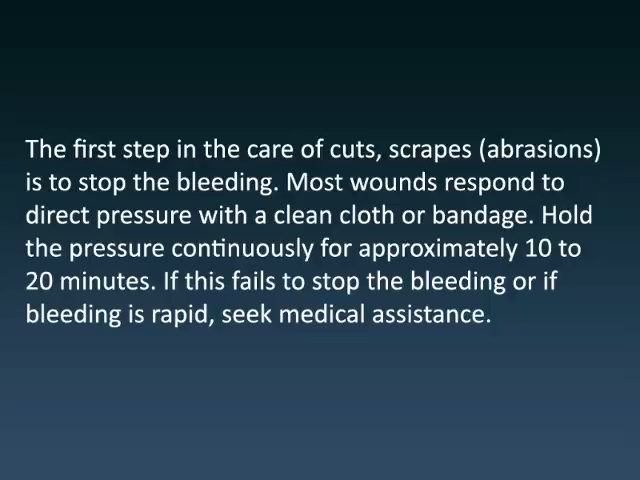 The first step in the care of cuts, scrapes (abrasions)
is to stop the bleeding. Most wounds respond to
direct pressure with a clean cloth or bandage. Hold
the pressure continuously for approximately 10 to
20 minutes. If this fails to stop the bleeding or if
bleeding is rapid, seek medical assistance.